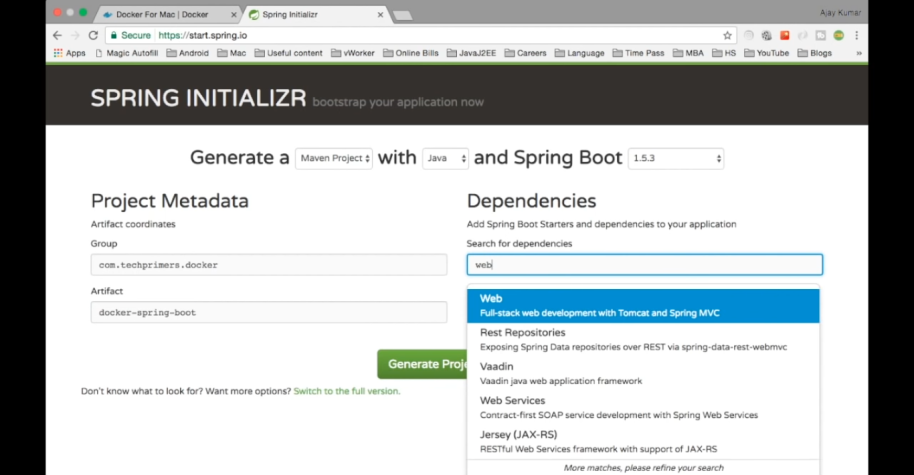 Docker For Mac | Docker
Spring Initializr
Ajay Kumar
Secure
https://start.spring.io
Apps
Magic Autofill
Android
Mac
Useful content
vWorker
Online Bills
JavaJ2EE
Careers
Language
Time Pass
MBA
HS
YouTube
Blogs
»
SPRING INITIALIZR bootstrap your application now
Generate a Maven Project with Java and Spring Boot 1.5.3
Project Metadata
Artifact coordinates
Group
com.techprimers.docker
Artifact
docker-spring-boot
Dependencies
Add Spring Boot Starters and dependencies to your application
Search for dependencies
web
Web
Full-stack web development with Tomcat and Spring MVC
Rest Repositories
Exposing Spring Data repositories over REST via spring-data-rest-webmvc
Vaadin
Vaadin java web application framework
Web Services
Contract-first SOAP service development with Spring Web Services
Jersey (JAX-RS)
RESTful Web Services framework with support of JAX-RS
More matches, please refine your search
Generate Proje
Don't know what to look for? Want more options? Switch to the full version.